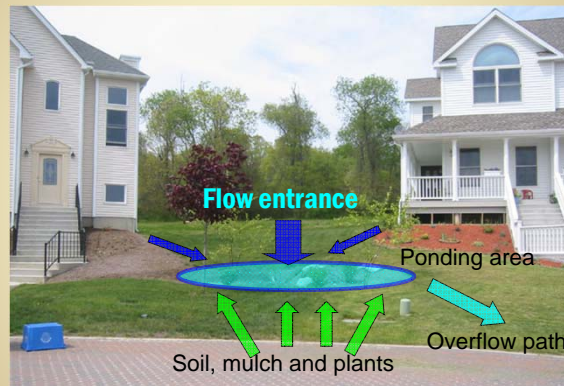 Flow entrance
Ponding area
Overflow path
Soil, mulch and plants